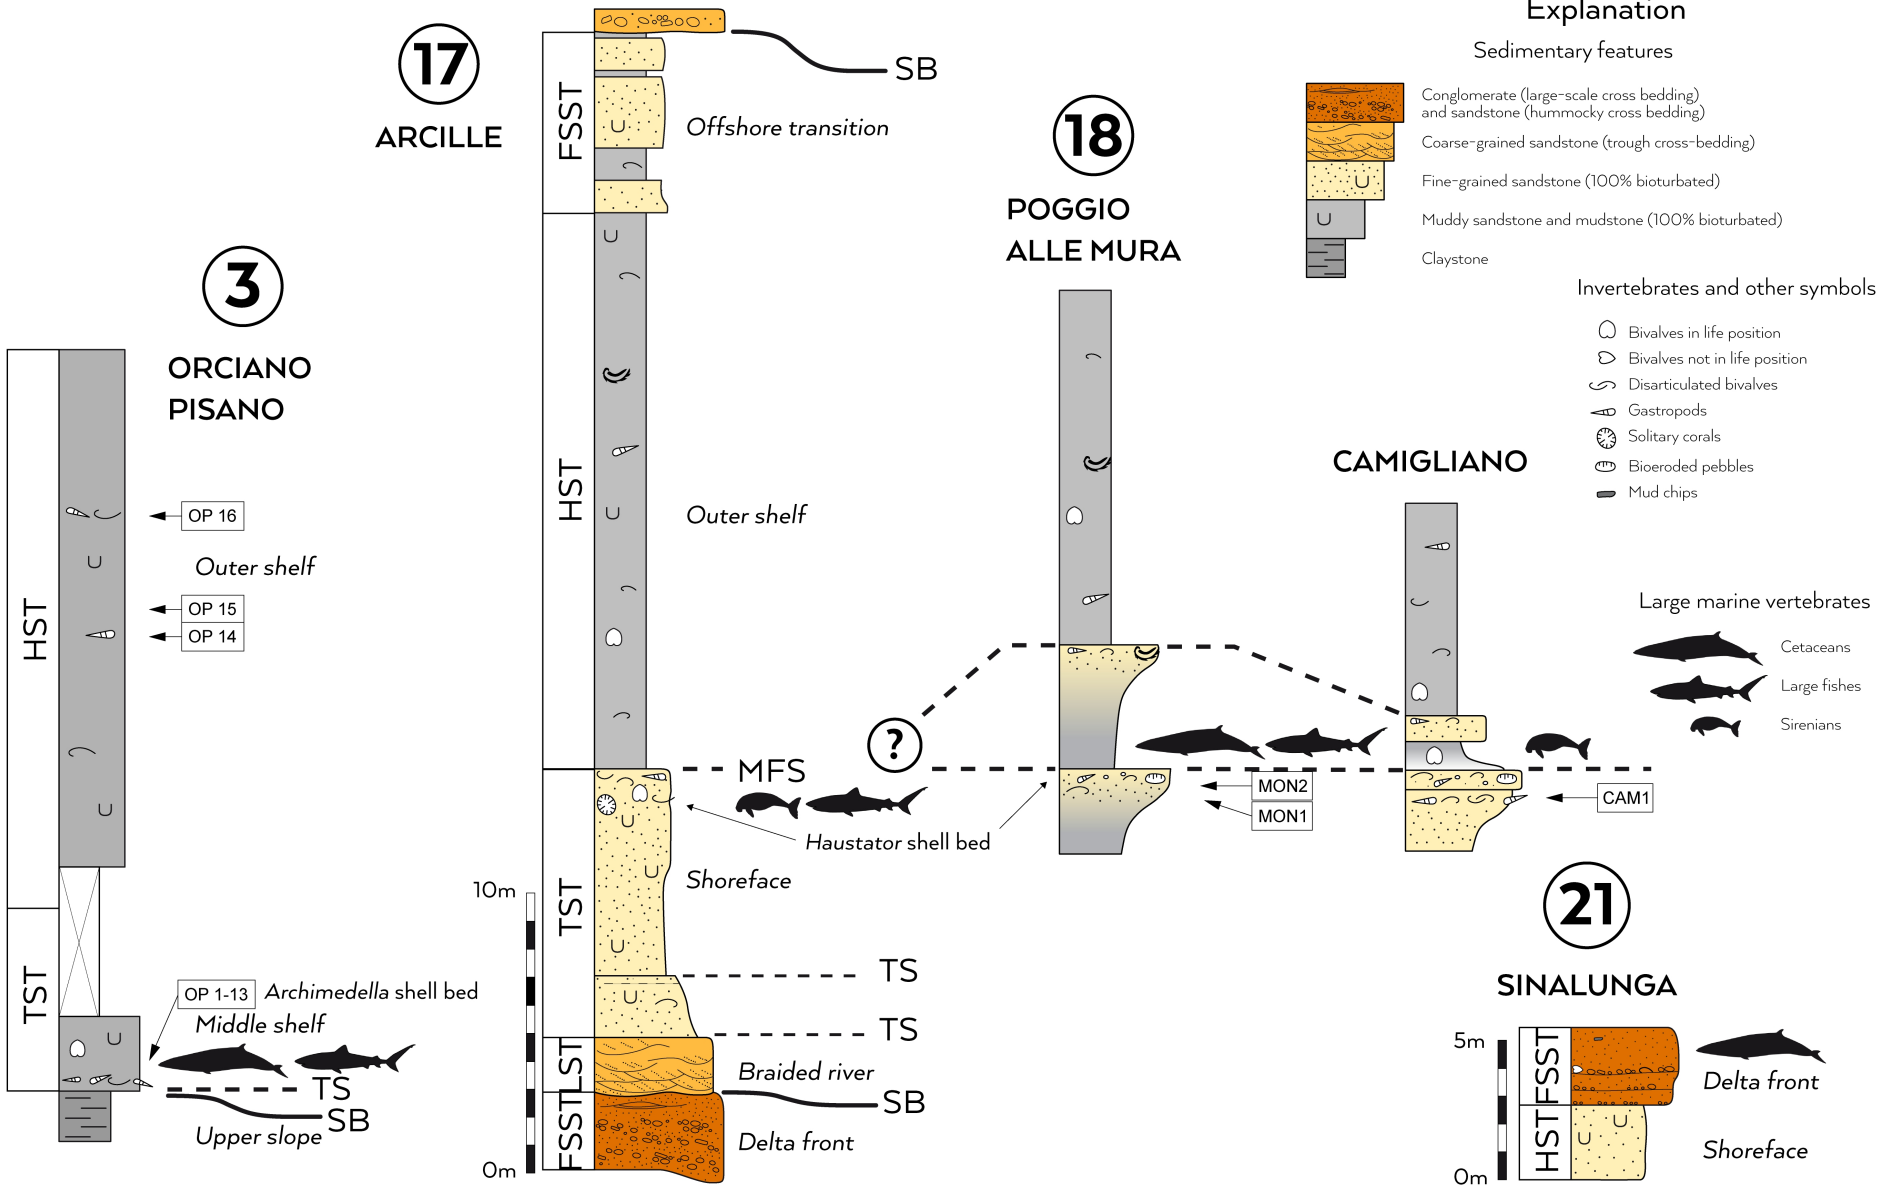 3
ORCIANO
PISANO
HST
TST
OP 16
Outer shelf
OP 15
OP 14
OP 1-13
Archimedella shell bed
Middle shelf
TS
SB
Upper slope
17
ARCILLE
FSST
HST
TST
LST
FSST
SB
Offshore transition
Outer shelf
MFS
Haustator shell bed
Shoreface
TS
TS
Braided river
SB
Delta front
10m
0m
?
18
POGGIO
ALLE MURA
MON2
MON1
CAMIGLIANO
CAM1
21
SINALUNGA
5m
0m
FSST
HST
Delta front
Shoreface
Explanation
Sedimentary features
Conglomerate (large-scale cross bedding)
and sandstone (hummocky cross bedding)
Coarse-grained sandstone (trough cross-bedding)
Fine-grained sandstone (100% bioturbated)
Muddy sandstone and mudstone (100% bioturbated)
Claystone
Invertebrates and other symbols
Bivalves in life position
Bivalves not in life position
Disarticulated bivalves
Gastropods
Solitary corals
Bioeroded pebbles
Mud chips
Large marine vertebrates
Cetaceans
Large fishes
Sirenians